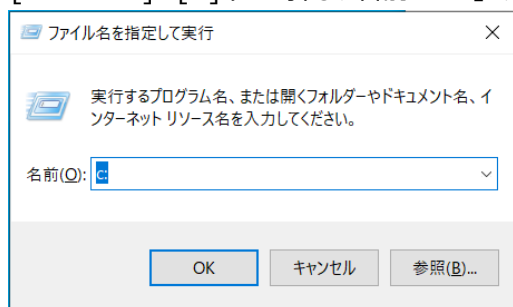 ファイル名を指定して実行
実行するプログラム名、または開くフォルダーやドキュメント名、イ
ンターネット リソース名を入力してください。
名前(O): c:
OK キャンセル 参照(B)...